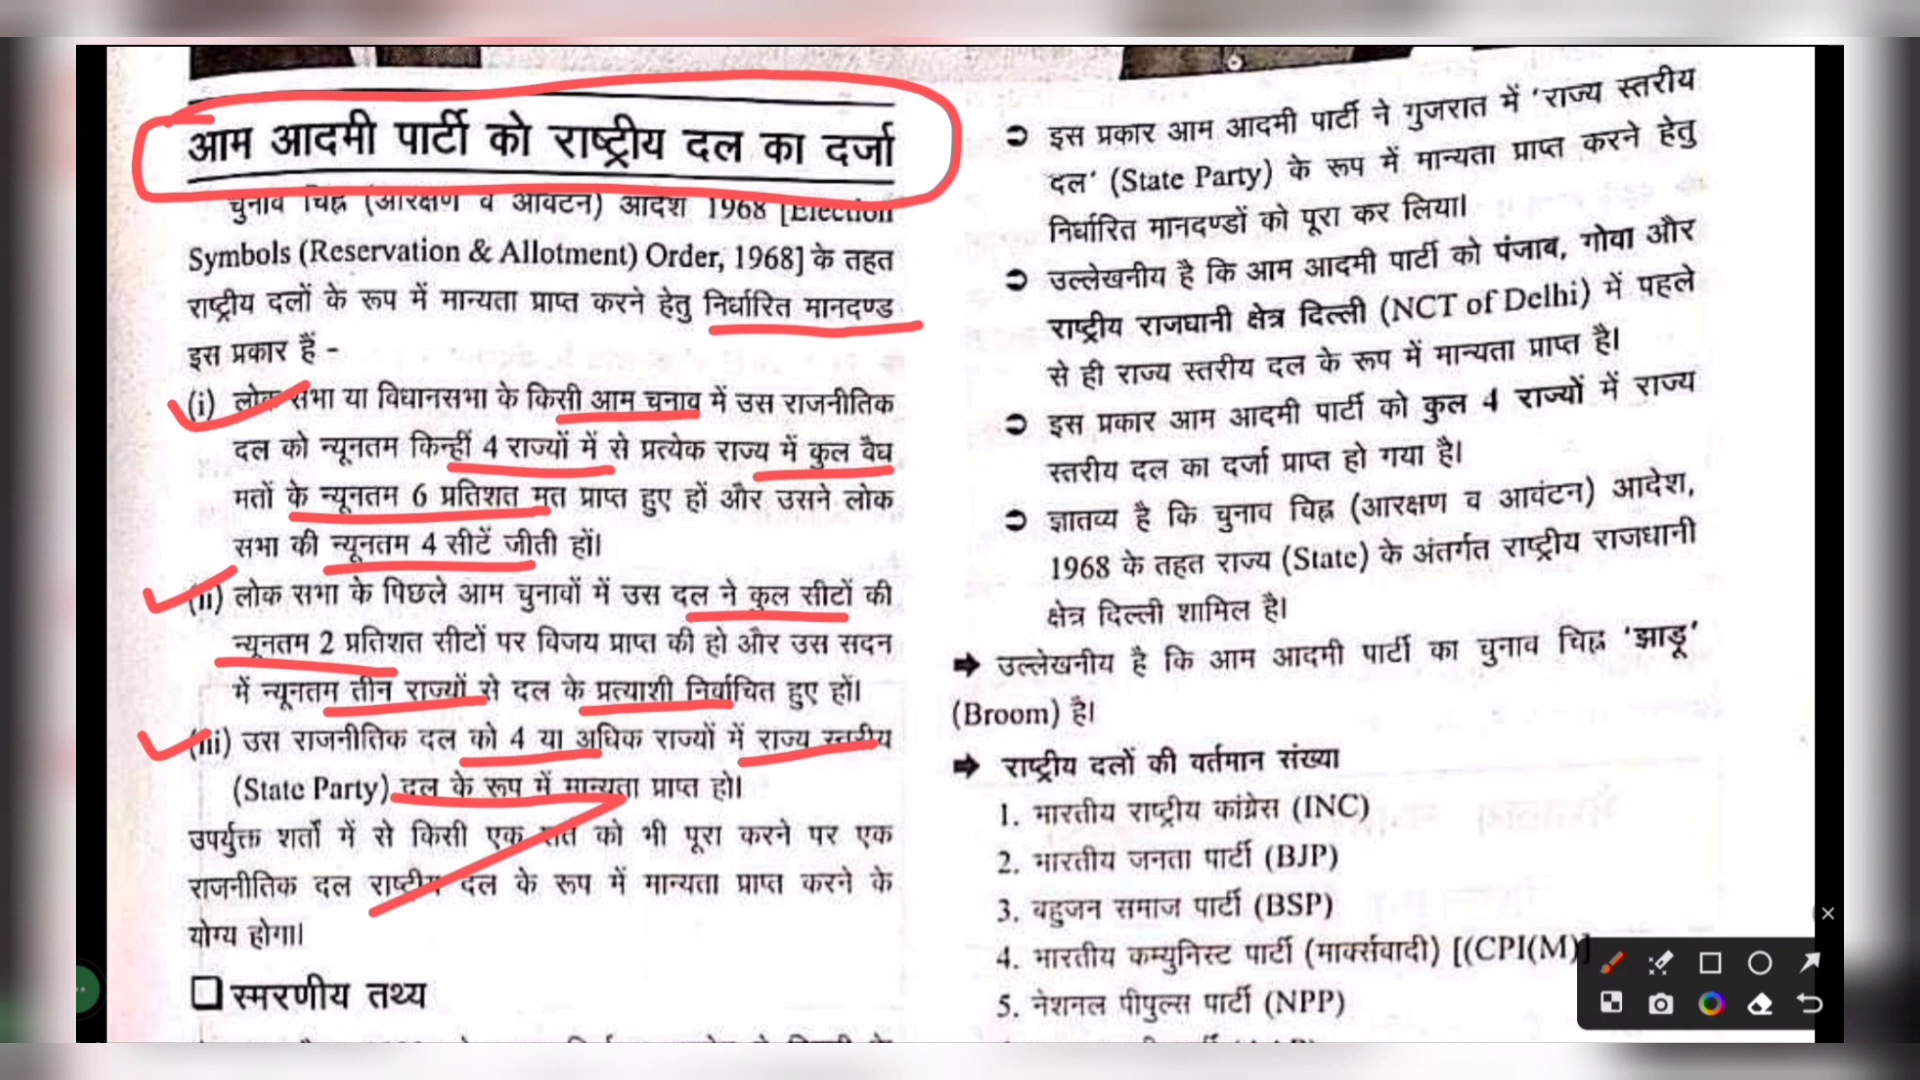 आम आदमी पार्टी को राष्ट्रीय दल का दर्जा
चुनाव चिह्न (आरक्षण व आवंटन) आदेश 1968 [Election
Symbols (Reservation & Allotment) Order, 1968] के तहत
राष्ट्रीय दलों के रूप में मान्यता प्राप्त करने हेतु निर्धारित मानदण्ड
इस प्रकार हैं -
(i) लोक सभा या विधानसभा के किसी आम चुनाव में उस राजनीतिक
दल को न्यूनतम किन्हीं 4 राज्यों में से प्रत्येक राज्य में कुल वैध
मतों के न्यूनतम 6 प्रतिशत मत प्राप्त हुए हों और उसने लोक
सभा की न्यूनतम 4 सीटें जीती हों।
(ii) लोक सभा के पिछले आम चुनावों में उस दल ने कुल सीटों की
न्यूनतम 2 प्रतिशत सीटों पर विजय प्राप्त की हो और उस सदन
में न्यूनतम तीन राज्यों से दल के प्रत्याशी निर्वाचित हुए हों।
(iii) उस राजनीतिक दल को 4 या अधिक राज्यों में राज्य स्तरीय
(State Party) दल के रूप में मान्यता प्राप्त हो।
उपर्युक्त शर्तों में से किसी एक शर्त को भी पूरा करने पर एक
राजनीतिक दल राष्ट्रीय दल के रूप में मान्यता प्राप्त करने के
योग्य होगा।
स्मरणीय तथ्य
इस प्रकार आम आदमी पार्टी ने गुजरात में ‘राज्य स्तरीय
दल’ (State Party) के रूप में मान्यता प्राप्त करने हेतु
निर्धारित मानदण्डों को पूरा कर लिया।
उल्लेखनीय है कि आम आदमी पार्टी को पंजाब, गोवा और
राष्ट्रीय राजधानी क्षेत्र दिल्ली (NCT of Delhi) में पहले
से ही राज्य स्तरीय दल के रूप में मान्यता प्राप्त है।
इस प्रकार आम आदमी पार्टी को कुल 4 राज्यों में राज्य
स्तरीय दल का दर्जा प्राप्त हो गया है।
ज्ञातव्य है कि चुनाव चिह्न (आरक्षण व आवंटन) आदेश,
1968 के तहत राज्य (State) के अंतर्गत राष्ट्रीय राजधानी
क्षेत्र दिल्ली शामिल है।
उल्लेखनीय है कि आम आदमी पार्टी का चुनाव चिह्न ‘झाडू’
(Broom) है।
राष्ट्रीय दलों की वर्तमान संख्या
1. भारतीय राष्ट्रीय कांग्रेस (INC)
2. भारतीय जनता पार्टी (BJP)
3. बहुजन समाज पार्टी (BSP)
4. भारतीय कम्युनिस्ट पार्टी (मार्क्सवादी) [(CPI(M)]
5. नेशनल पीपुल्स पार्टी (NPP)